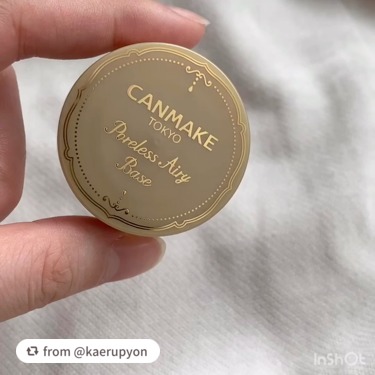 CANMAKE
TOKYO
Poreless Airy
Base
from @kaerupyon
InShOt